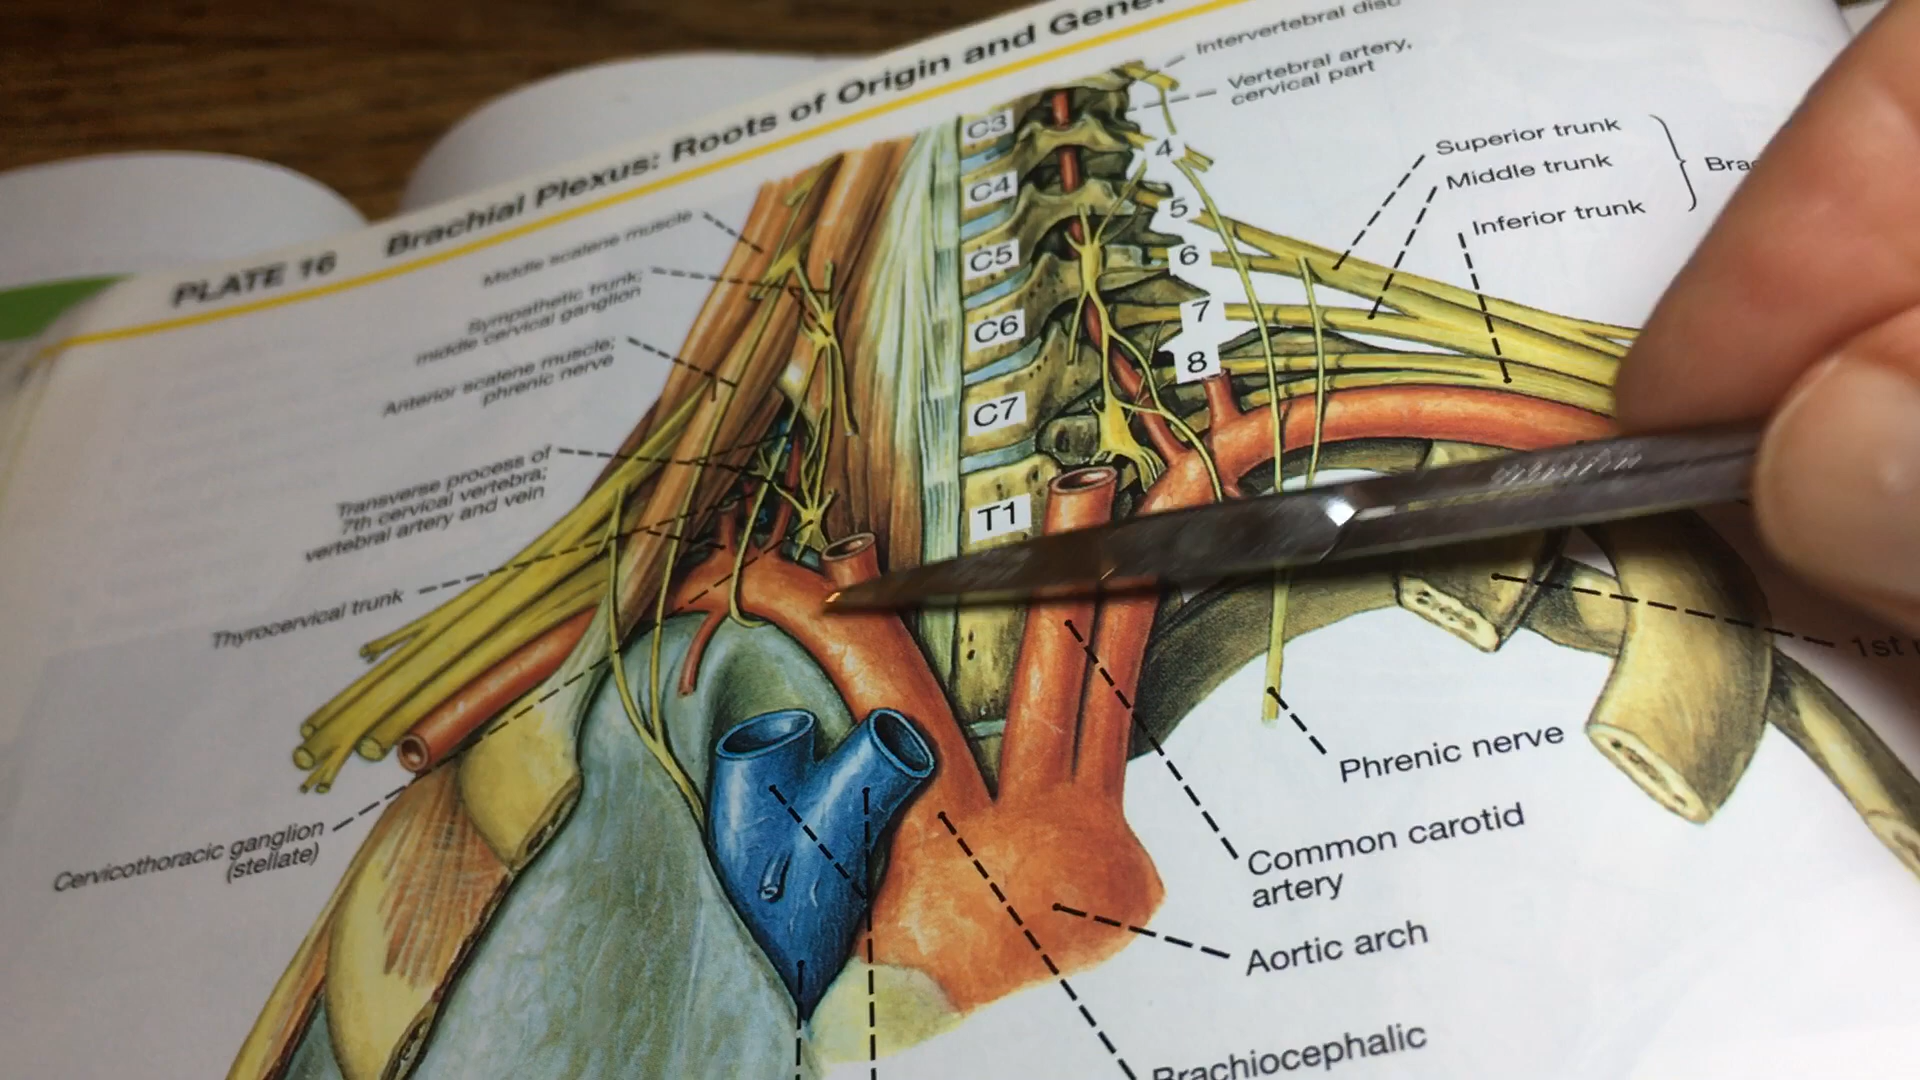 PLATE 16 Brachial Plexus: Roots of Origin and
Intervertebral disc
Vertebral artery,
cervical part
Superior trunk
Middle trunk
Inferior trunk
Middle scalene muscle
Sympathetic trunk;
middle cervical ganglion
Anterior scalene muscle;
phrenic nerve
Transverse process of
7th cervical vertebra;
vertebral artery and vein
Thyrocervical trunk
Cervicothoracic ganglion
(stellate)
C3
C4
C5
C6
C7
T1
4
5
6
7
8
1st
Phrenic nerve
Common carotid
artery
Aortic arch
Brachiocephalic